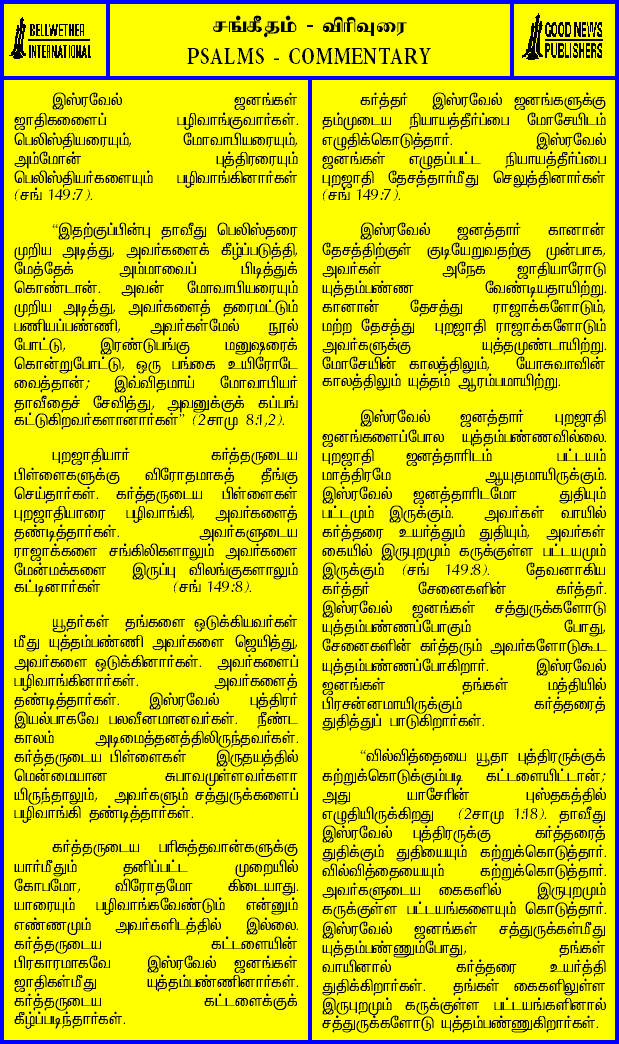 BELLWETHER
INTERNATIONAL
சங்கீதம் - விரிவுரை
PSALMS - COMMENTARY
GOOD NEWS
PUBLISHERS
இஸ்ரவேல் ஜனங்கள்
ஜாதிகளைப் பழிவாங்குவார்கள்.
பெலிஸ்தியரையும், மோவாபியரையும்,
அம்மோன் புத்திரரையும்
பெலிஸ்தியர்களையும் பழிவாங்கினார்கள்
(சங் 149:7).
“இதற்குப்பின்பு தாவீது பெலிஸ்தரை
முறிய அடித்து, அவர்களைக் கீழ்ப்படுத்தி,
மேத்தேக் அம்மாவைப் பிடித்துக்
கொண்டான். அவன் மோவாபியரையும்
முறிய அடித்து, அவர்களைத் தரைமட்டும்
பணியப்பண்ணி, அவர்கள்மேல் நூல்
போட்டு, இரண்டுபங்கு மனுஷரைக்
கொன்றுபோட்டு, ஒரு பங்கை உயிரோடே
வைத்தான்; இவ்விதமாய் மோவாபியர்
தாவீதைச் சேவித்து, அவனுக்குக் கப்பங்
கட்டுகிறவர்களானார்கள்” (2சாமு 8:1,2).
புறஜாதியார் கர்த்தருடைய
பிள்ளைகளுக்கு விரோதமாகத் தீங்கு
செய்தார்கள். கர்த்தருடைய பிள்ளைகள்
புறஜாதியாரை பழிவாங்கி, அவர்களைத்
தண்டித்தார்கள். அவர்களுடைய
ராஜாக்களை சங்கிலிகளாலும் அவர்களை
மேன்மக்களை இருப்பு விலங்குகளாலும்
கட்டினார்கள் (சங் 149:8).
யூதர்கள் தங்களை ஒடுக்கியவர்கள்
மீது யுத்தம்பண்ணி அவர்களை ஜெயித்து,
அவர்களை ஒடுக்கினார்கள். அவர்களைப்
பழிவாங்கினார்கள். அவர்களைத்
தண்டித்தார்கள். இஸ்ரவேல் புத்திரர்
இயல்பாகவே பலவீனமானவர்கள். நீண்ட
காலம் அடிமைத்தனத்திலிருந்தவர்கள்.
கர்த்தருடைய பிள்ளைகள் இருதயத்தில்
மென்மையான சுபாவமுள்ளவர்களா
யிருந்தாலும், அவர்களும் சத்துருக்களைப்
பழிவாங்கி தண்டித்தார்கள்.
கர்த்தருடைய பரிசுத்தவான்களுக்கு
யார்மீதும் தனிப்பட்ட முறையில்
கோபமோ, விரோதமோ கிடையாது.
யாரையும் பழிவாங்கவேண்டும் என்னும்
எண்ணமும் அவர்களிடத்தில் இல்லை.
கர்த்தருடைய கட்டளையின்
பிரகாரமாகவே இஸ்ரவேல் ஜனங்கள்
ஜாதிகள்மீது யுத்தம்பண்ணினார்கள்.
கர்த்தருடைய கட்டளைக்குக்
கீழ்ப்படிந்தார்கள்.
கர்த்தர் இஸ்ரவேல் ஜனங்களுக்கு
தம்முடைய நியாயத்தீர்ப்பை மோசேயிடம்
எழுதிக்கொடுத்தார். இஸ்ரவேல்
ஜனங்கள் எழுதப்பட்ட நியாயத்தீர்ப்பை
புறஜாதி தேசத்தார்மீது செலுத்தினார்கள்
(சங் 149:7).
இஸ்ரவேல் ஜனத்தார் கானான்
தேசத்திற்குள் குடியேறுவதற்கு முன்பாக,
அவர்கள் அநேக ஜாதியாரோடு
யுத்தம்பண்ண வேண்டியதாயிற்று.
கானான் தேசத்து ராஜாக்களோடும்,
மற்ற தேசத்து புறஜாதி ராஜாக்களோடும்
அவர்களுக்கு யுத்தமுண்டாயிற்று.
மோசேயின் காலத்திலும், யோசுவாவின்
காலத்திலும் யுத்தம் ஆரம்பமாயிற்று.
இஸ்ரவேல் ஜனத்தார் புறஜாதி
ஜனங்களைப்போல யுத்தம்பண்ணவில்லை.
புறஜாதி ஜனத்தாரிடம் பட்டயம்
மாத்திரமே ஆயுதமாயிருக்கும்.
இஸ்ரவேல் ஜனத்தாரிடமோ துதியும்
பட்டமும் இருக்கும். அவர்கள் வாயில்
கர்த்தரை உயர்த்தும் துதியும், அவர்கள்
கையில் இருபுறமும் கருக்குள்ள பட்டயமும்
இருக்கும் (சங் 149:8). தேவனாகிய
கர்த்தர் சேனைகளின் கர்த்தர்.
இஸ்ரவேல் ஜனங்கள் சத்துருக்களோடு
யுத்தம்பண்ணப்போகும் போது,
சேனைகளின் கர்த்தரும் அவர்களோடுகூட
யுத்தம்பண்ணப்போகிறார். இஸ்ரவேல்
ஜனங்கள் தங்கள் மத்தியில்
பிரசன்னமாயிருக்கும் கர்த்தரைத்
துதித்துப் பாடுகிறார்கள்.
“வில்வித்தையை யூதா புத்திரருக்குக்
கற்றுக்கொடுக்கும்படி கட்டளையிட்டான்;
அது யாசேரின் புஸ்தகத்தில்
எழுதியிருக்கிறது (2சாமு 1:18). தாவீது
இஸ்ரவேல் புத்திரருக்கு கர்த்தரைத்
துதிக்கும் துதியையும் கற்றுக்கொடுத்தார்.
வில்வித்தையையும் கற்றுக்கொடுத்தார்.
அவர்களுடைய கைகளில் இருபுறமும்
கருக்குள்ள பட்டயங்களையும் கொடுத்தார்.
இஸ்ரவேல் ஜனங்கள் சத்துருக்கள்மீது
யுத்தம்பண்ணும்போது, தங்கள்
வாயினால் கர்த்தரை உயர்த்தி
துதிக்கிறார்கள். தங்கள் கைகளிலுள்ள
இருபுறமும் கருக்குள்ள பட்டயங்களினால்
சத்துருக்களோடு யுத்தம்பண்ணுகிறார்கள்.